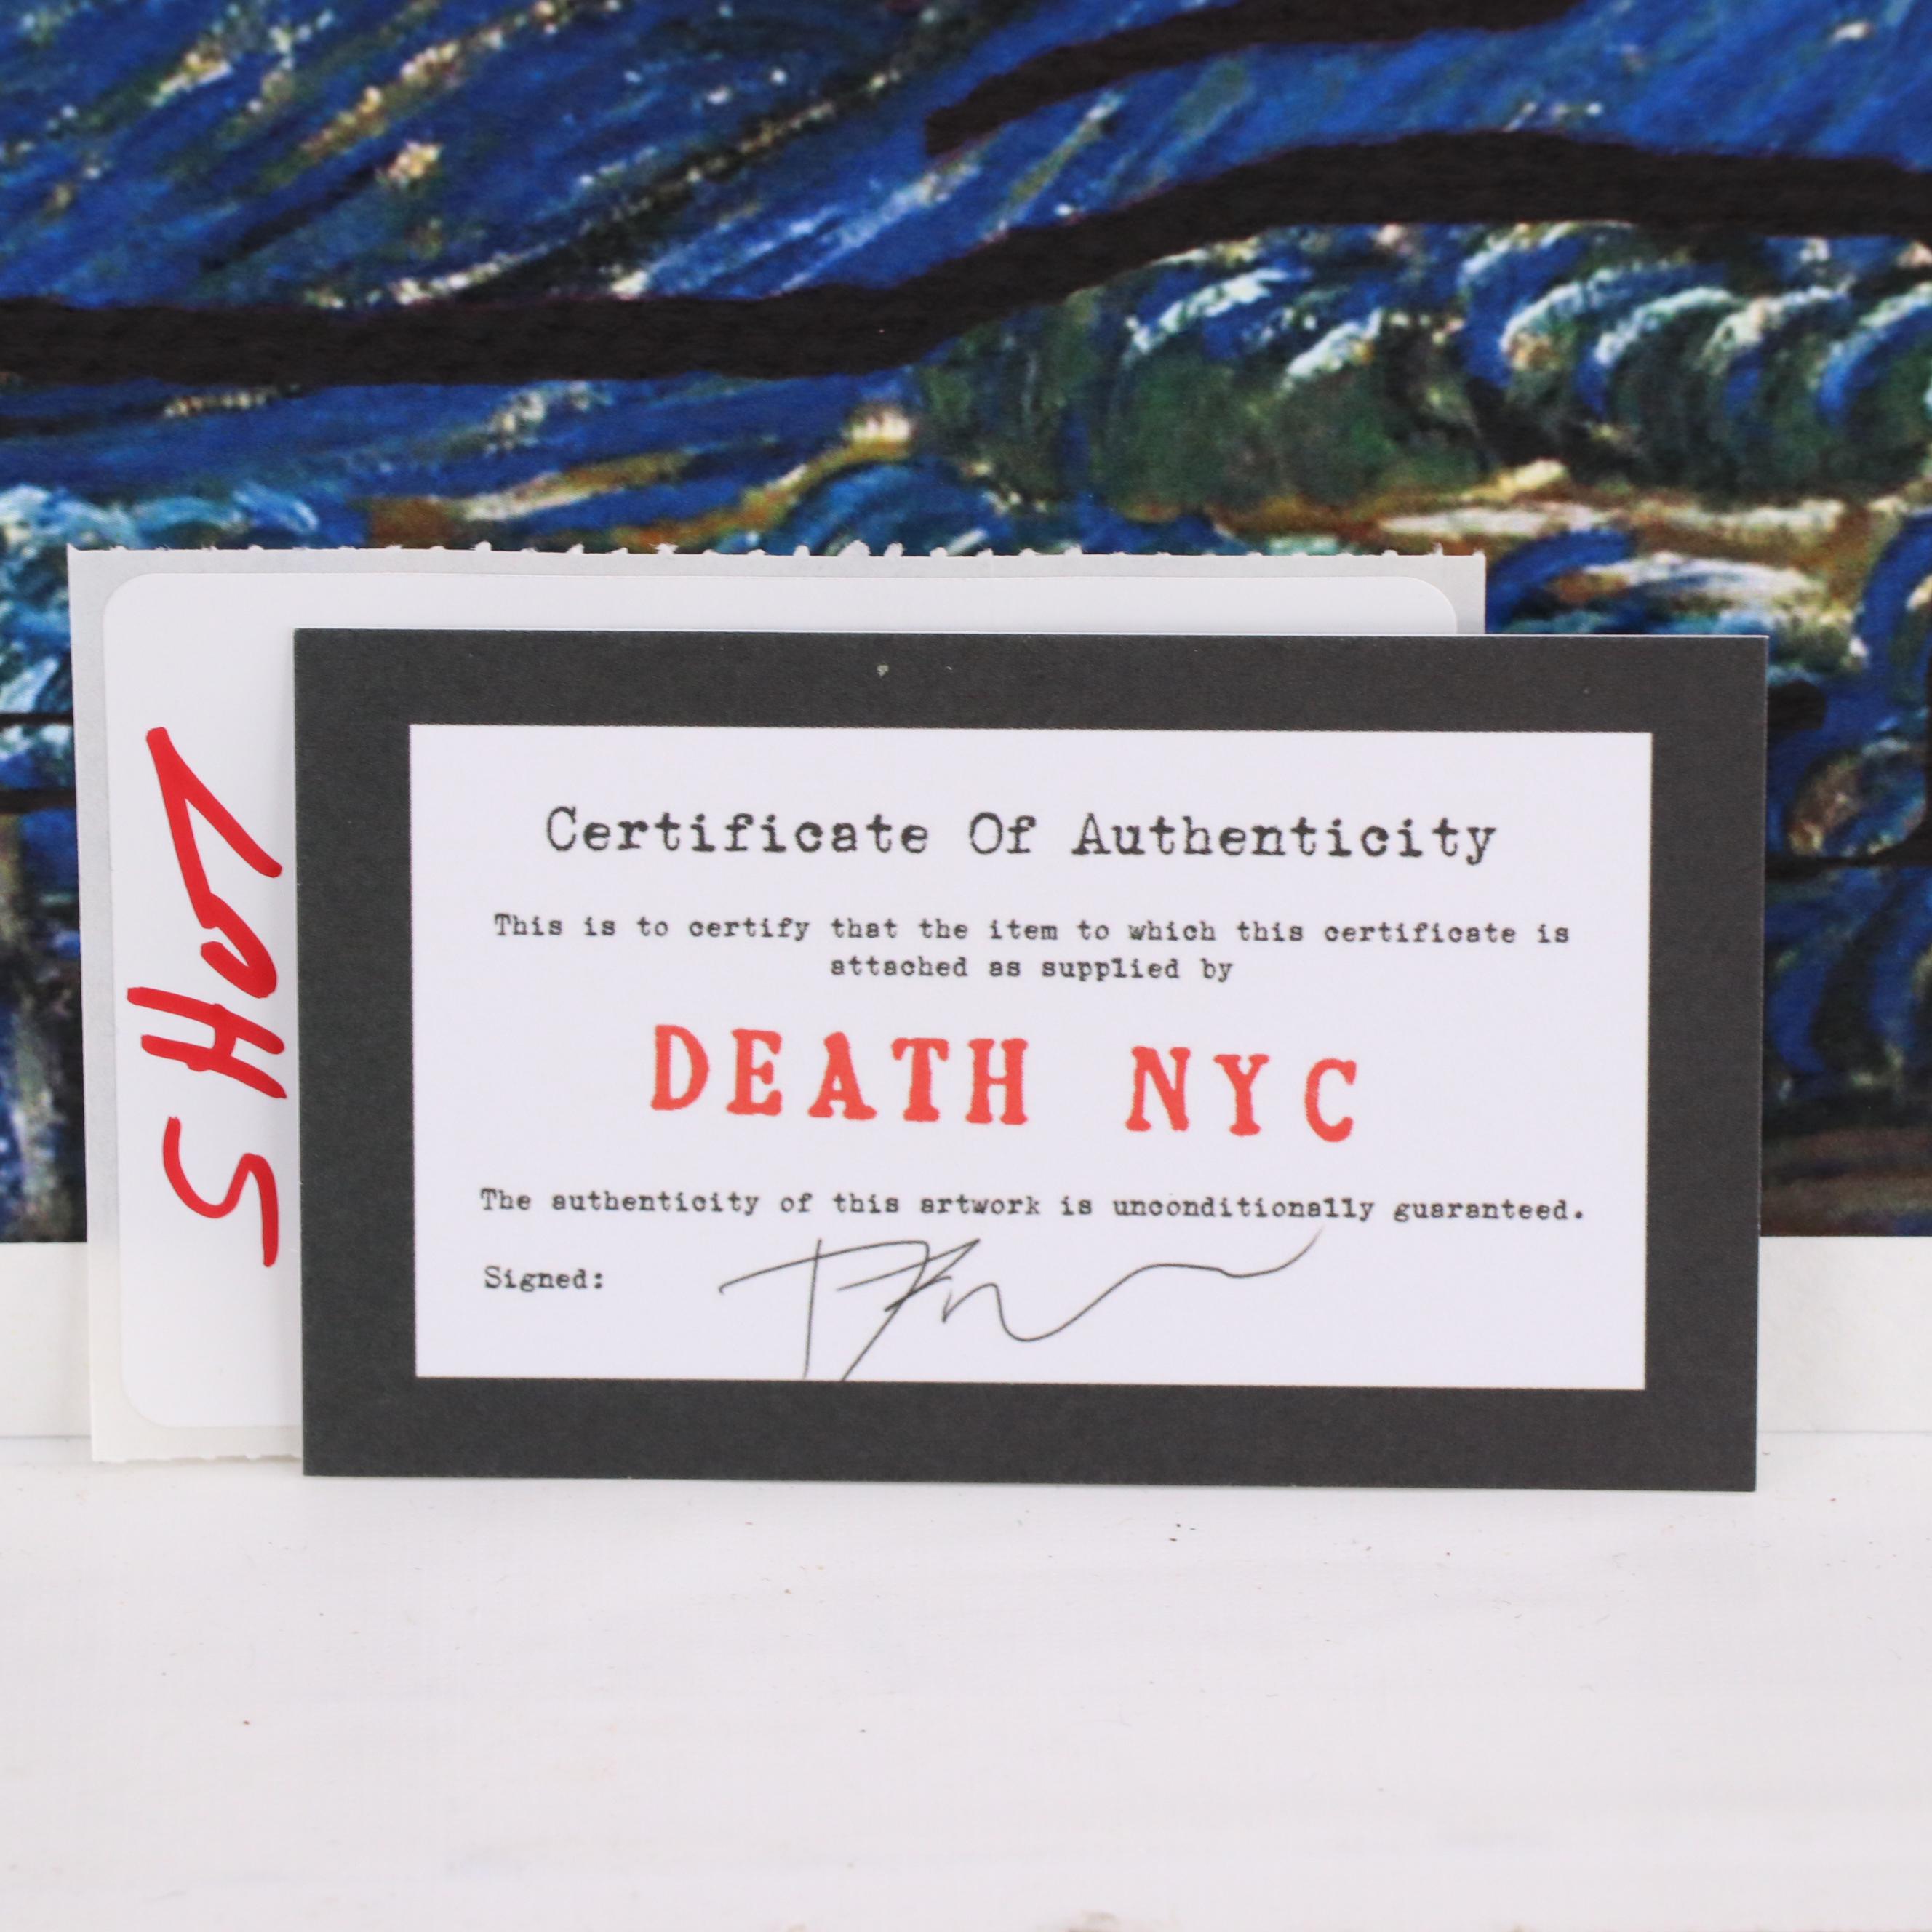 Certificate Of Authenticity
This is to certify that the item to which this certificate is
attached as supplied by
DEATH NYC
The authenticity of this artwork is unconditionally guaranteed.
Signed: